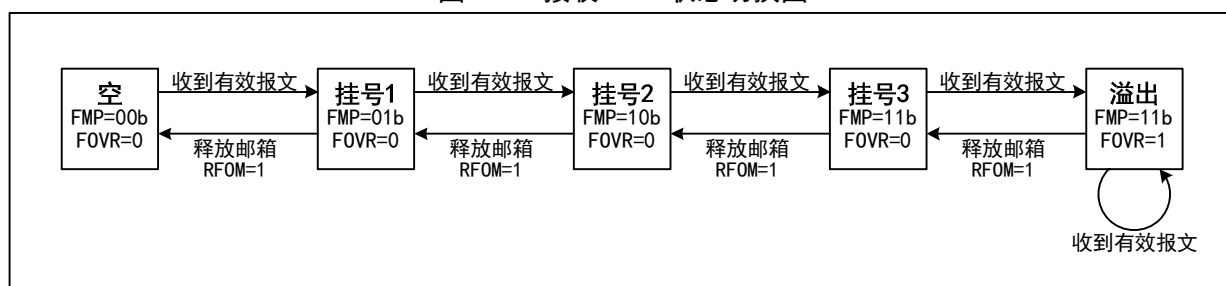 空
FMP=00b
FOVR=0
收到有效报文
释放邮箱
RFOM=1
挂号1
FMP=01b
FOVR=0
收到有效报文
释放邮箱
RFOM=1
挂号2
FMP=10b
FOVR=0
收到有效报文
释放邮箱
RFOM=1
挂号3
FMP=11b
FOVR=0
收到有效报文
释放邮箱
RFOM=1
溢出
FMP=11b
FOVR=1
收到有效报文